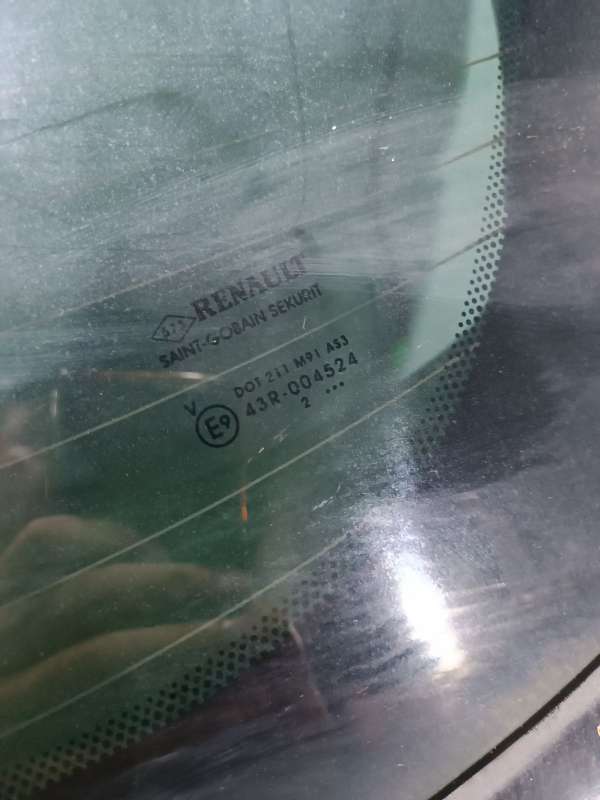 RENAULT
SAINT-GOBAIN SEKURIT
DOT 211 M91 AS3
V
E9 43R-004524
2 ...